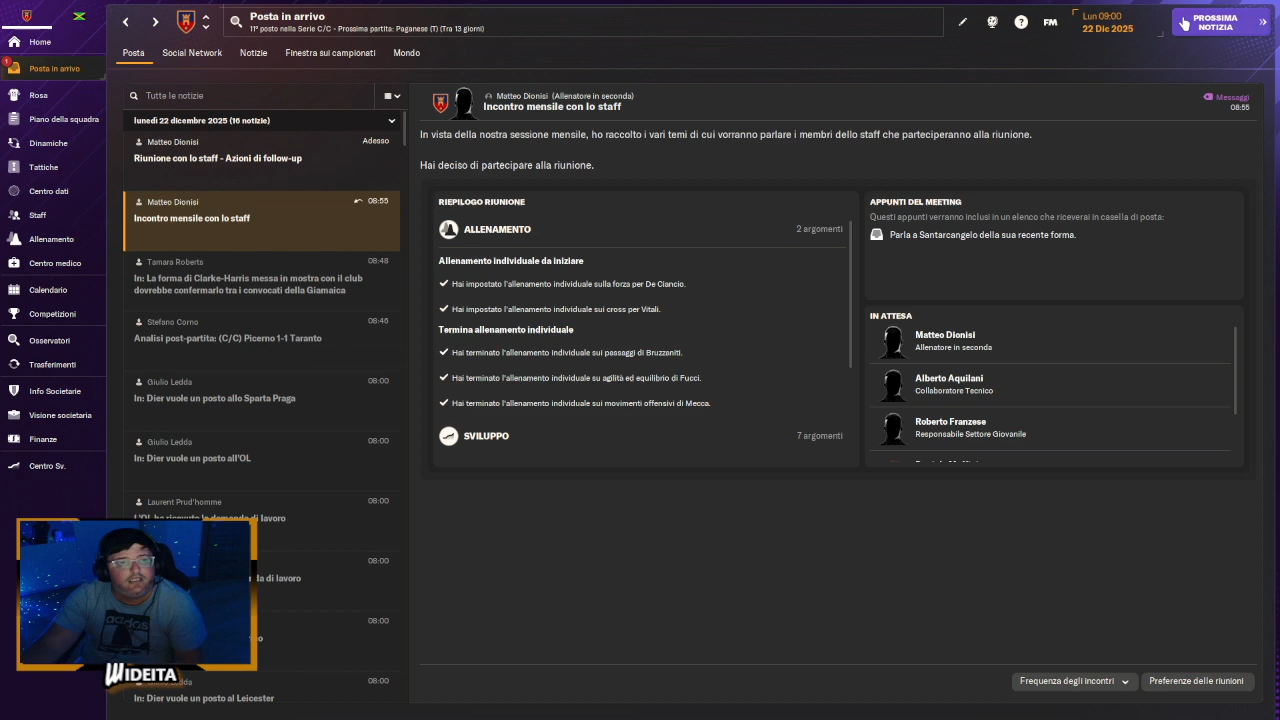 Posta in arrivo
11° posto nella Serie C/C - Prossima partita: Paganese (T) (Tra 13 giorni)
FM
Lun 09:00
22 Dic 2025
PROSSIMA
NOTIZIA
Posta
Social Network
Notizie
Finestra sui campionati
Mondo
Home
1
Posta in arrivo
Rosa
Piano della squadra
Dinamiche
Tattiche
Centro dati
Staff
Allenamento
Centro medico
Calendario
Competizioni
Osservatori
Trasferimenti
Info Societarie
Visione societaria
Finanze
Centro Sv.
Tutte le notizie
lunedì 22 dicembre 2025 (16 notizie)
Matteo Dionisi
Adesso
Riunione con lo staff - Azioni di follow-up
Matteo Dionisi
08:55
Incontro mensile con lo staff
Tamara Roberts
08:48
In: La forma di Clarke-Harris messa in mostra con il club
dovrebbe confermarlo tra i convocati della Giamaica
Stefano Corno
08:46
Analisi post-partita: (C/C) Picerno 1-1 Taranto
Giulio Ledda
08:00
In: Dier vuole un posto allo Sparta Praga
Giulio Ledda
08:00
In: Dier vuole un posto all'OL
Laurent Prud'homme
08:00
L'OL ha ricevuto la domanda di lavoro
08:00
da di lavoro
08:00
08:00
In: Dier vuole un posto al Leicester
WIDEITA
adidas
Matteo Dionisi (Allenatore in seconda)
Incontro mensile con lo staff
Messaggi
08:55
In vista della nostra sessione mensile, ho raccolto i vari temi di cui vorranno parlare i membri dello staff che parteciperanno alla riunione.
Hai deciso di partecipare alla riunione.
RIEPILOGO RIUNIONE
ALLENAMENTO
2 argomenti
Allenamento individuale da iniziare
Hai impostato l'allenamento individuale sulla forza per De Ciancio.
Hai impostato l'allenamento individuale sui cross per Vitali.
Termina allenamento individuale
Hai terminato l'allenamento individuale sui passaggi di Bruzzaniti.
Hai terminato l'allenamento individuale su agilità ed equilibrio di Fucci.
Hai terminato l'allenamento individuale sui movimenti offensivi di Mecca.
SVILUPPO
7 argomenti
APPUNTI DEL MEETING
Questi appunti verranno inclusi in un elenco che riceverai in casella di posta:
Parla a Santarcangelo della sua recente forma.
IN ATTESA
Matteo Dionisi
Allenatore in seconda
Alberto Aquilani
Collaboratore Tecnico
Roberto Franzese
Responsabile Settore Giovanile
Frequenza degli incontri
Preferenze delle riunioni